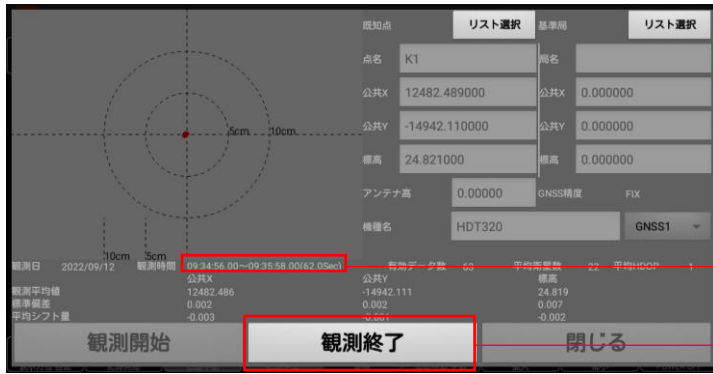 既知点 リスト選択 基準局 リスト選択
点名 K1 局名
公共X 12482.489000 公共X 0.000000
公共Y -14942.110000 公共Y 0.000000
標高 24.821000 標高 0.000000
アンテナ高 0.00000 GNSS精度 FIX
機種名 HDT320 GNSS1
5cm 10cm
10cm 5cm
観測日 2022/09/12 観測時間 09:34:56.00～09:35:58.00(62.0Sec) 有効データ数 63 平均衛星数 22 平均HDOP 1
公共X 公共Y 標高
観測平均値 12482.486 -14942.111 24.819
標準偏差 0.002 0.002 0.007
平均シフト量 -0.003 -0.001 -0.002
観測開始 観測終了 閉じる